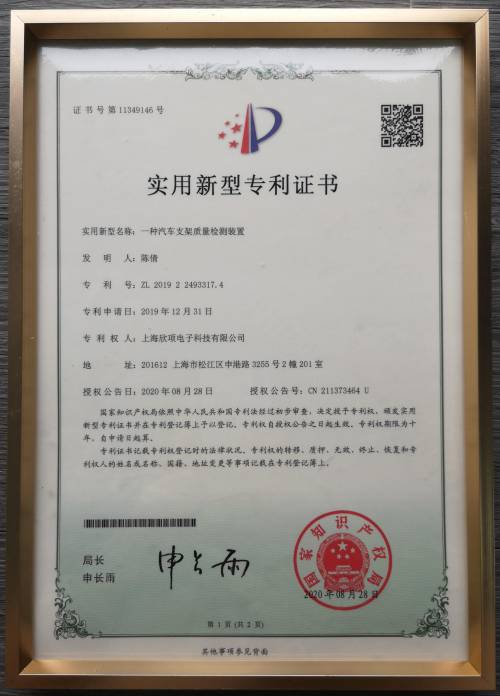 证书号第11349146号
实用新型专利证书
实用新型名称：一种汽车支架质量检测装置
发明人：陈倩
专利号：ZL 2019 2 2493317.4
专利申请日：2019年12月31日
专利权人：上海欣项电子科技有限公司
地址：201612 上海市松江区申港路3255号2幢201室
授权公告日：2020年08月28日 授权公告号：CN 211373464 U
国家知识产权局依照中华人民共和国专利法经过初步审查，决定授予专利权，颁发实用
新型专利证书并在专利登记簿上予以登记。专利权自授权公告之日起生效。专利权期限为十
年，自申请日起算。
专利证书记载专利权登记时的法律状况。专利权的转移、质押、无效、终止、恢复和专
利权人的姓名或名称、国籍、地址变更等事项记载在专利登记簿上。
局长
申长雨
申长雨
国家知识产权局
2020年08月28日
第1页(共2页)
其他事项参见背面